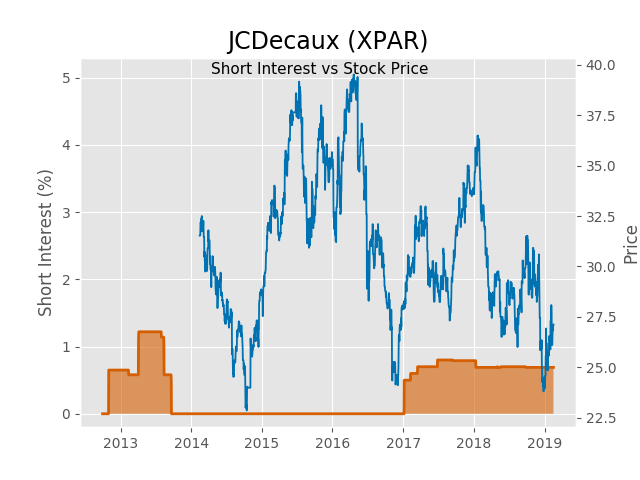 JCDecaux (XPAR)
Short Interest vs Stock Price
Short Interest (%)
5
4
3
2
1
0
40.0
37.5
35.0
32.5
30.0
27.5
25.0
22.5
Price
2013 2014 2015 2016 2017 2018 2019